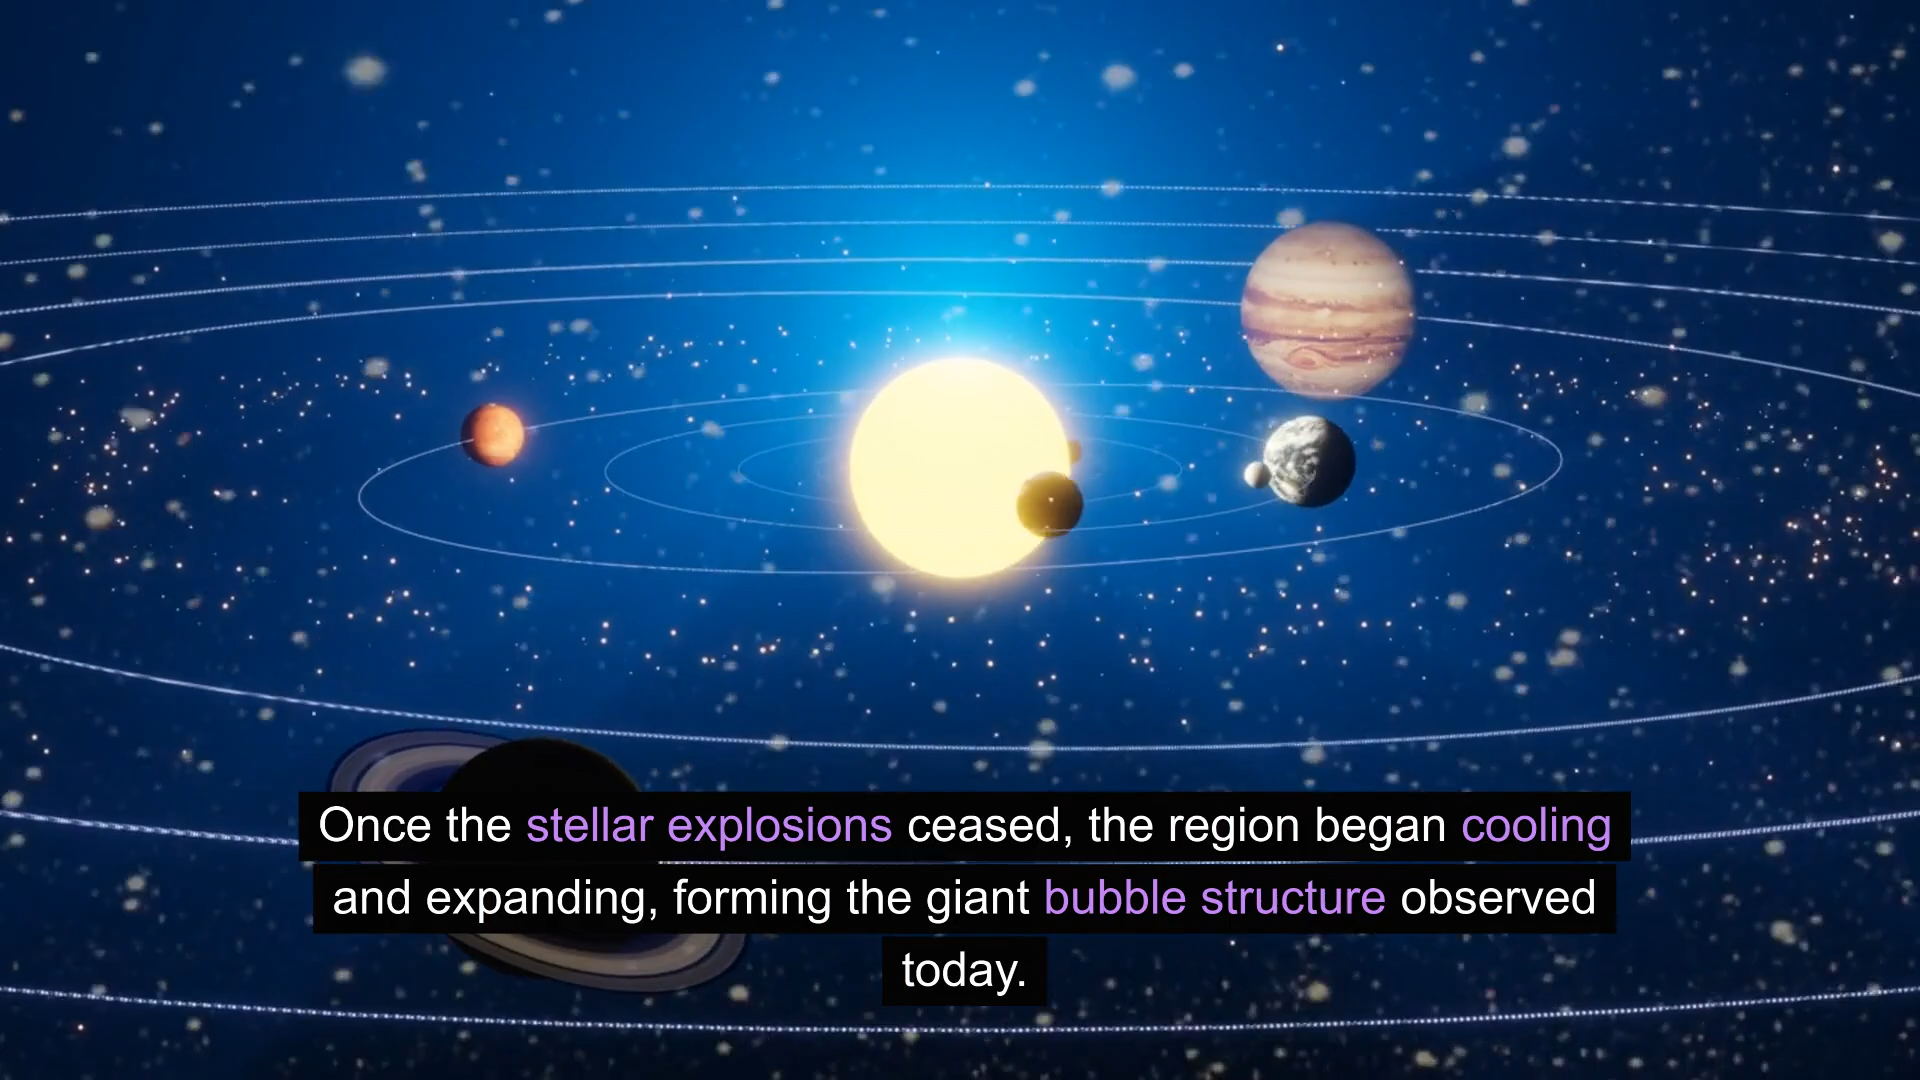 Once the stellar explosions ceased, the region began cooling
and expanding, forming the giant bubble structure observed
today.